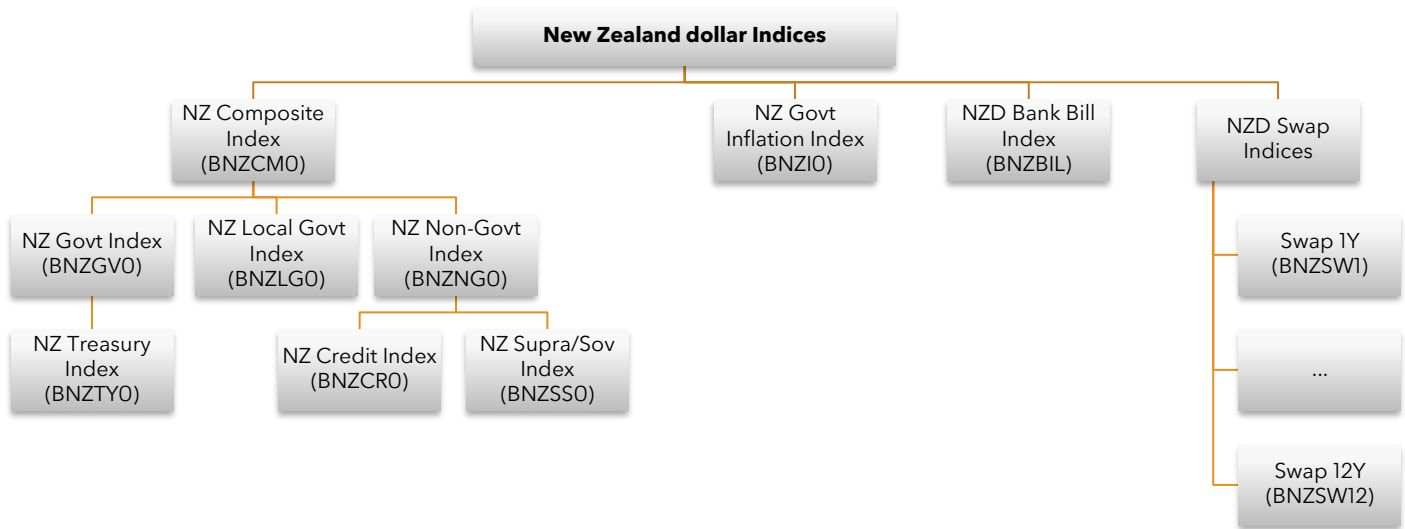 New Zealand dollar Indices
NZ Composite
Index
(BNZCM0)
NZ Govt
Inflation Index
(BNZI0)
NZD Bank Bill
Index
(BNZBIL)
NZD Swap
Indices
NZ Govt Index
(BNZGV0)
NZ Local Govt
Index
(BNZLG0)
NZ Non-Govt
Index
(BNZNG0)
Swap 1Y
(BNZSW1)
NZ Treasury
Index
(BNZTY0)
NZ Credit Index
(BNZCR0)
NZ Supra/Sov
Index
(BNZSS0)
...
Swap 12Y
(BNZSW12)